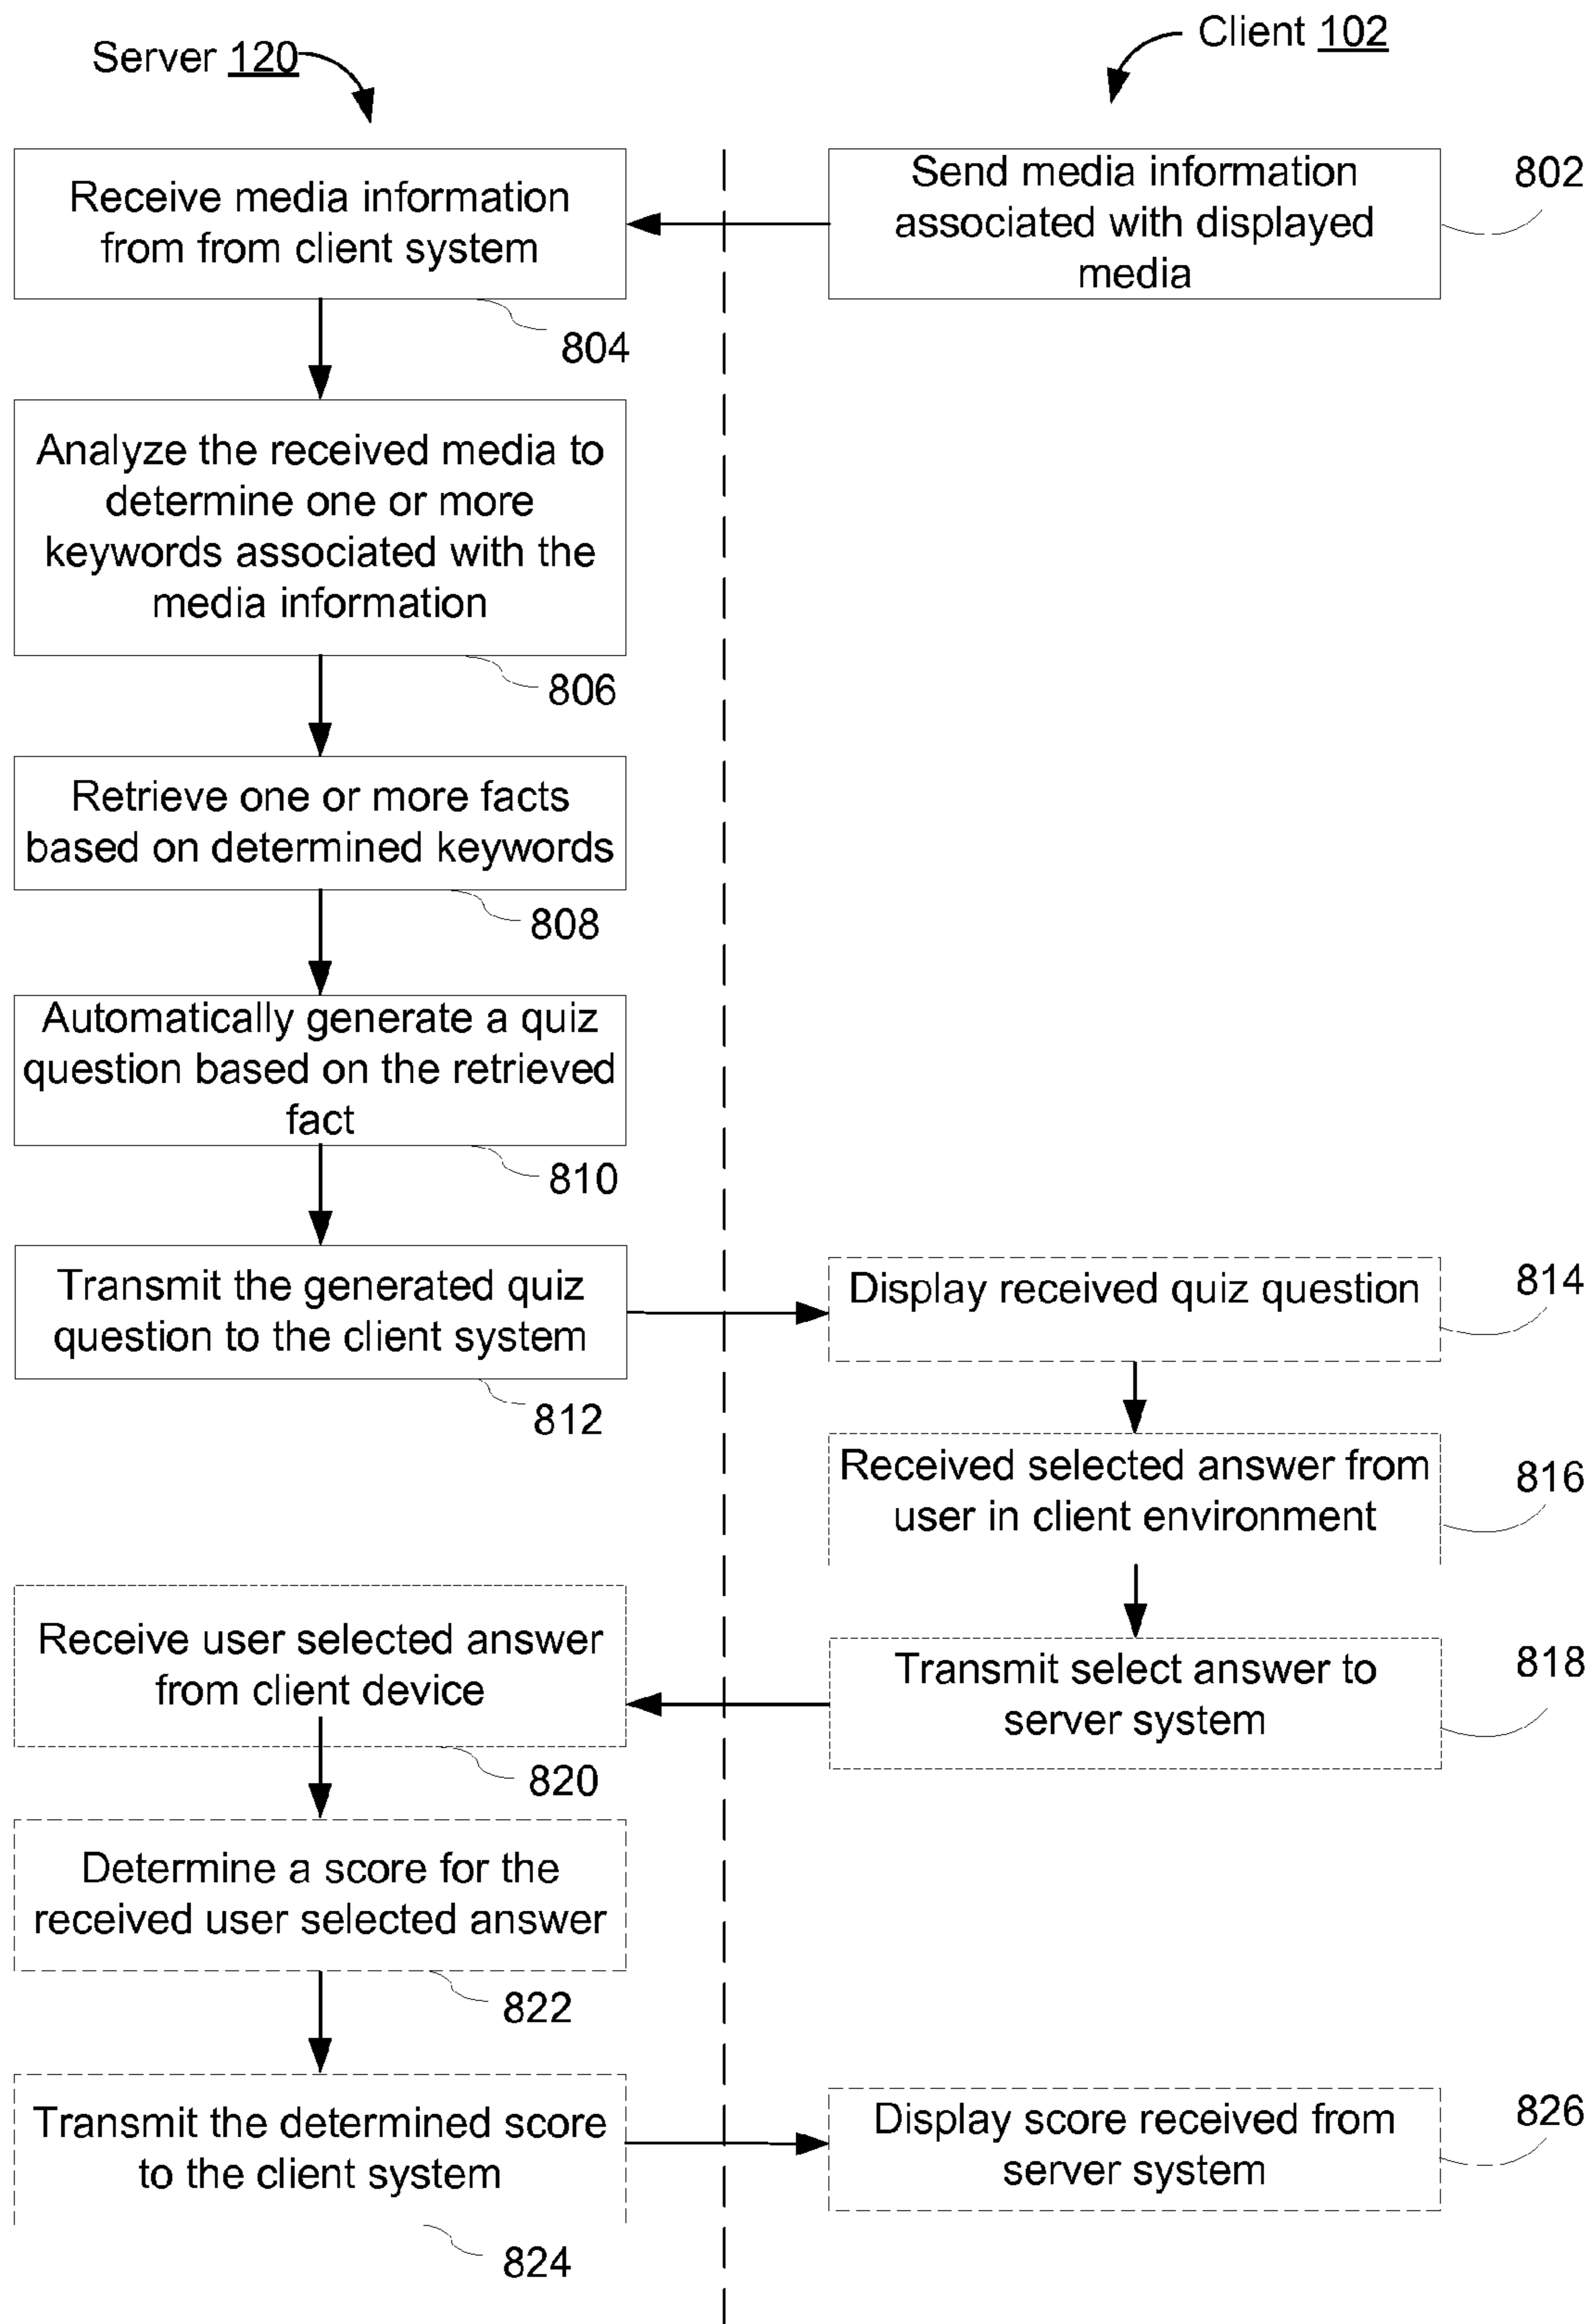 Server 120
Client 102
Send media information
associated with displayed
media
802
Receive media information
from from client system
804
Analyze the received media to
determine one or more
keywords associated with the
media information
806
Retrieve one or more facts
based on determined keywords
808
Automatically generate a quiz
question based on the retrieved
fact
810
Transmit the generated quiz
question to the client system
812
Display received quiz question
814
Received selected answer from
user in client environment
816
Transmit select answer to
server system
818
Receive user selected answer
from client device
820
Determine a score for the
received user selected answer
822
Transmit the determined score
to the client system
824
Display score received from
server system
826